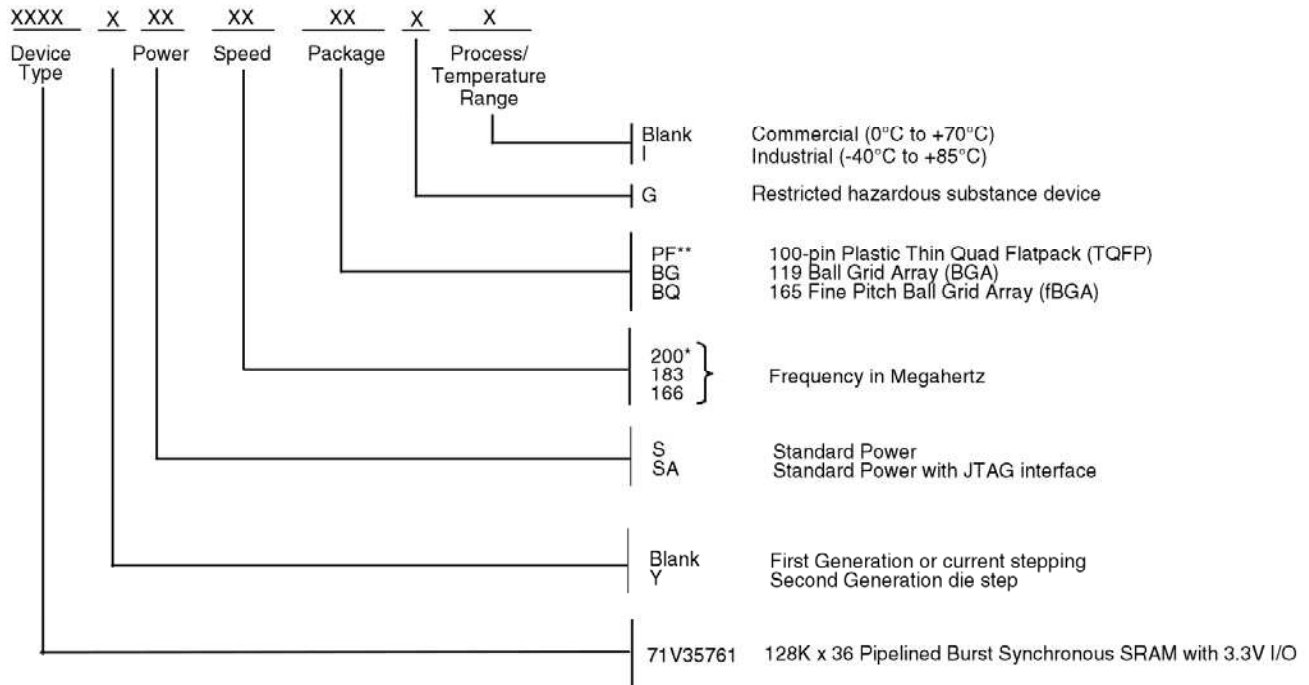 XXXX X XX XX XX X X
Device Type Power Speed Package Process/ Temperature Range
Blank Commercial (0°C to +70°C)
I Industrial (-40°C to +85°C)
G Restricted hazardous substance device
PF** 100-pin Plastic Thin Quad Flatpack (TQFP)
BG 119 Ball Grid Array (BGA)
BQ 165 Fine Pitch Ball Grid Array (fBGA)
200*
183 Frequency in Megahertz
166
S Standard Power
SA Standard Power with JTAG interface
Blank First Generation or current stepping
Y Second Generation die step
71V35761 128K x 36 Pipelined Burst Synchronous SRAM with 3.3V I/O